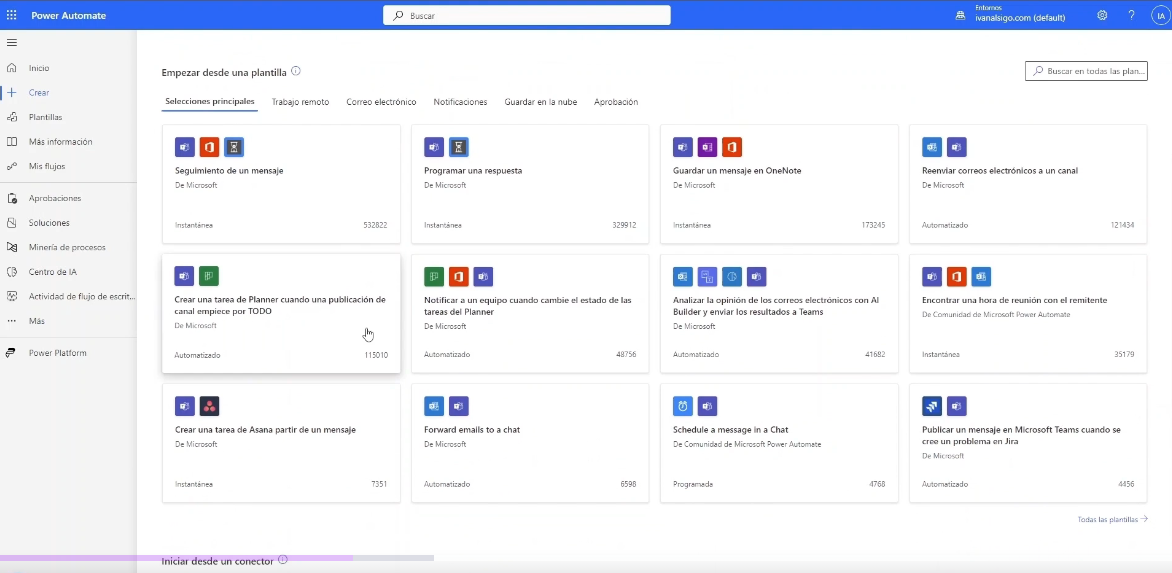 Power Automate
Buscar
Entornos
ivanalsigo.com (default)
?
IA
Inicio
Crear
Plantillas
Más información
Mis flujos
Aprobaciones
Soluciones
Minería de procesos
Centro de IA
Actividad de flujo de escrit...
Más
Power Platform
Empezar desde una plantilla
Buscar en todas las plan...
Selecciones principales
Trabajo remoto
Correo electrónico
Notificaciones
Guardar en la nube
Aprobación
Seguimiento de un mensaje
De Microsoft
Instantánea 532822
Programar una respuesta
De Microsoft
Instantánea 329912
Guardar un mensaje en OneNote
De Microsoft
Instantánea 173245
Reenviar correos electrónicos a un canal
De Microsoft
Automatizado 121434
Crear una tarea de Planner cuando una publicación de
canal empiece por TODO
De Microsoft
Automatizado 115010
Notificar a un equipo cuando cambie el estado de las
tareas del Planner
De Microsoft
Automatizado 48756
Analizar la opinión de los correos electrónicos con AI
Builder y enviar los resultados a Teams
De Microsoft
Automatizado 41682
Encontrar una hora de reunión con el remitente
De Comunidad de Microsoft Power Automate
Instantánea 35179
Crear una tarea de Asana partir de un mensaje
De Microsoft
Instantánea 7351
Forward emails to a chat
De Microsoft
Automatizado 6598
Schedule a message in a Chat
De Comunidad de Microsoft Power Automate
Programada 4768
Publicar un mensaje en Microsoft Teams cuando se
cree un problema en Jira
De Microsoft
Automatizado 4456
Todas las plantillas
Iniciar desde un conector